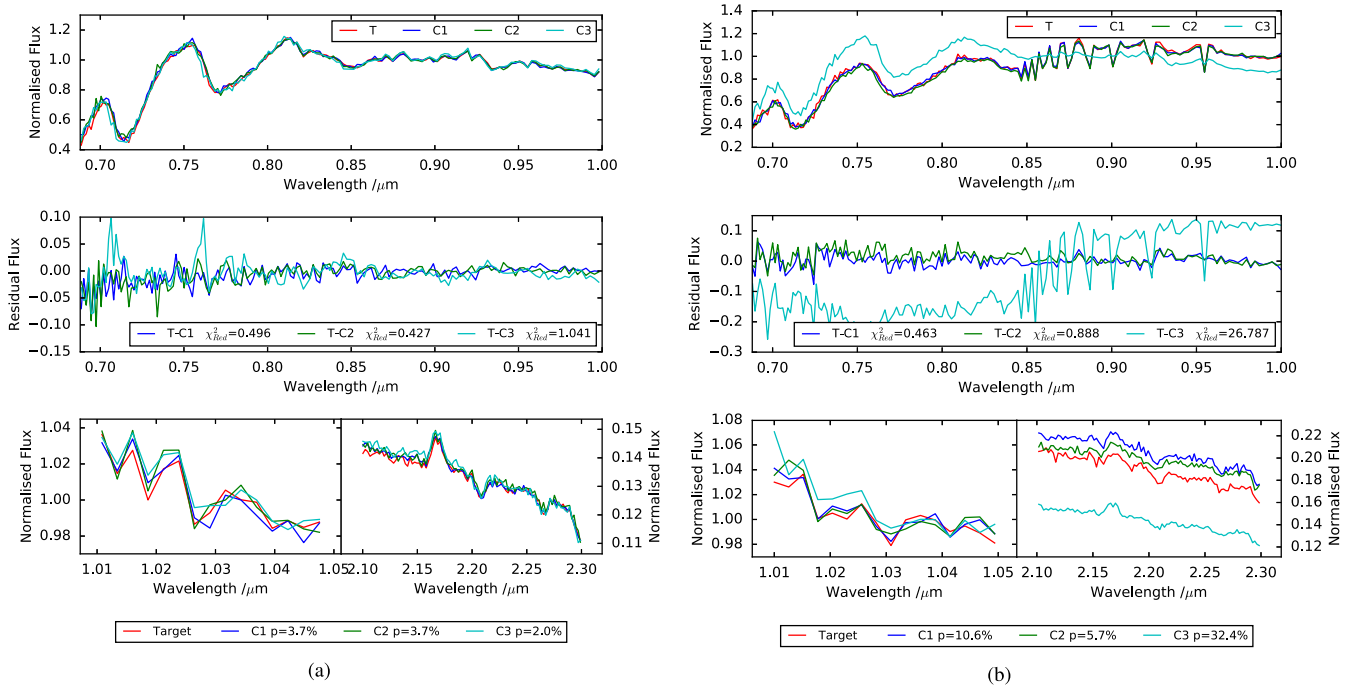 T C1 C2 C3
Normalised Flux
1.2
1.0
0.8
0.6
0.4
0.70 0.75 0.80 0.85 0.90 0.95 1.00
Wavelength /μm
Residual Flux
0.10
0.05
0.00
−0.05
−0.10
−0.15
T-C1 χ²Red=0.496 T-C2 χ²Red=0.427 T-C3 χ²Red=1.041
0.70 0.75 0.80 0.85 0.90 0.95 1.00
Wavelength /μm
Normalised Flux
1.04
1.02
1.00
0.98
1.01 1.02 1.03 1.04 1.05
Wavelength /μm
2.10 2.15 2.20 2.25 2.30
Wavelength /μm
0.15
0.14
0.13
0.12
0.11
Normalised Flux
Target C1 p=3.7% C2 p=3.7% C3 p=2.0%
(a)
T C1 C2 C3
Normalised Flux
1.4
1.2
1.0
0.8
0.6
0.4
0.2
0.70 0.75 0.80 0.85 0.90 0.95 1.00
Wavelength /μm
Residual Flux
0.1
0.0
−0.1
−0.2
−0.3
T-C1 χ²Red=0.463 T-C2 χ²Red=0.888 T-C3 χ²Red=26.787
0.70 0.75 0.80 0.85 0.90 0.95 1.00
Wavelength /μm
Normalised Flux
1.08
1.06
1.04
1.02
1.00
0.98
1.01 1.02 1.03 1.04 1.05
Wavelength /μm
2.10 2.15 2.20 2.25 2.30
Wavelength /μm
0.22
0.20
0.18
0.16
0.14
0.12
Normalised Flux
Target C1 p=10.6% C2 p=5.7% C3 p=32.4%
(b)